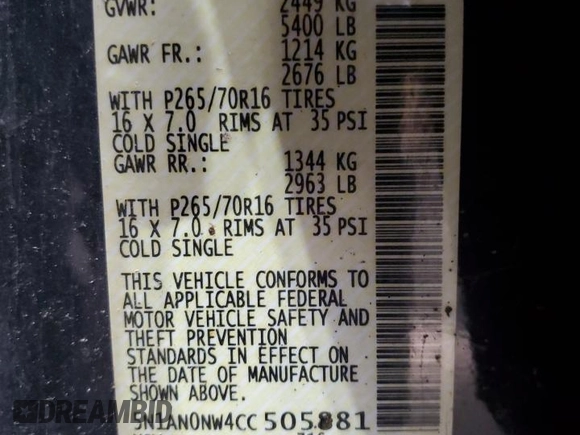 GVWR: 2449 KG
5400 LB
GAWR FR.: 1214 KG
2676 LB
WITH P265/70R16 TIRES
16 X 7.0 RIMS AT 35 PSI
COLD SINGLE
GAWR RR.: 1344 KG
2963 LB
WITH P265/70R16 TIRES
16 X 7.0 RIMS AT 35 PSI
COLD SINGLE
THIS VEHICLE CONFORMS TO
ALL APPLICABLE FEDERAL
MOTOR VEHICLE SAFETY AND
THEFT PREVENTION
STANDARDS IN EFFECT ON
THE DATE OF MANUFACTURE
SHOWN ABOVE.
5N1AN0NW4CC505881
DREAMBID